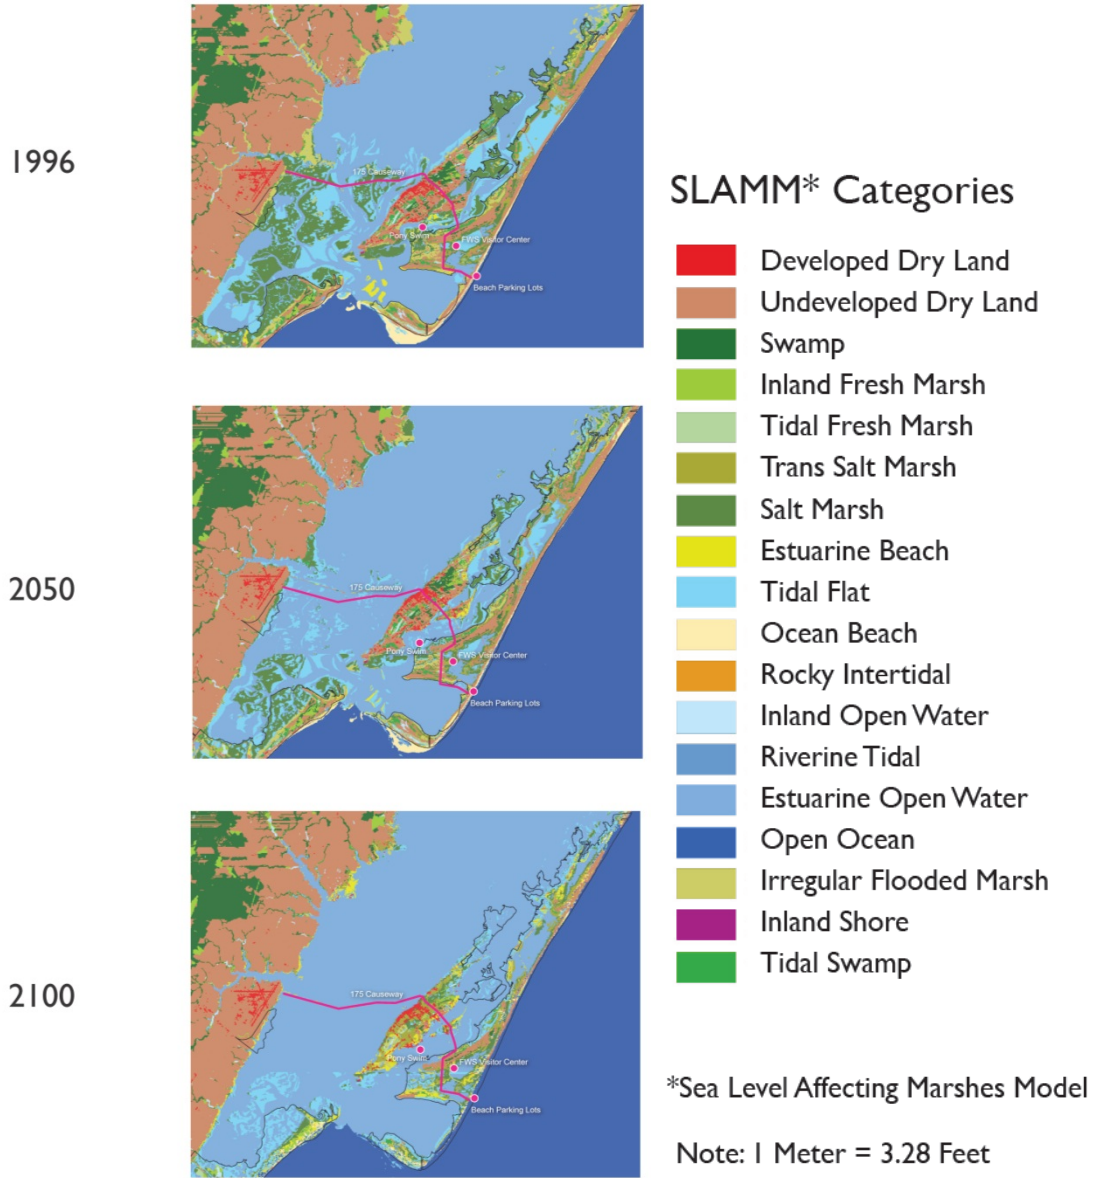 1996
175 Causeway
Pony Swim
FWS Visitor Center
Beach Parking Lots
2050
175 Causeway
Pony Swim
FWS Visitor Center
Beach Parking Lots
2100
175 Causeway
Pony Swim
FWS Visitor Center
Beach Parking Lots
SLAMM* Categories
Developed Dry Land
Undeveloped Dry Land
Swamp
Inland Fresh Marsh
Tidal Fresh Marsh
Trans Salt Marsh
Salt Marsh
Estuarine Beach
Tidal Flat
Ocean Beach
Rocky Intertidal
Inland Open Water
Riverine Tidal
Estuarine Open Water
Open Ocean
Irregular Flooded Marsh
Inland Shore
Tidal Swamp
*Sea Level Affecting Marshes Model
Note: 1 Meter = 3.28 Feet